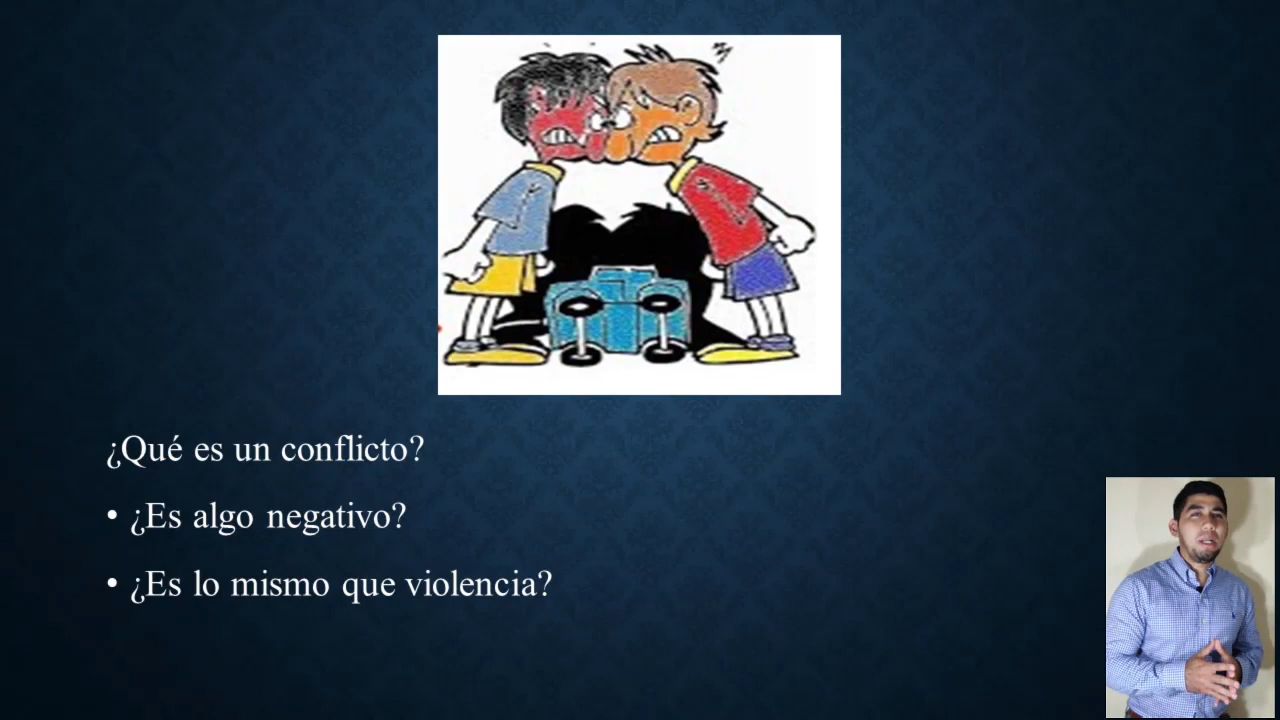 ¿Qué es un conflicto?
• ¿Es algo negativo?
• ¿Es lo mismo que violencia?